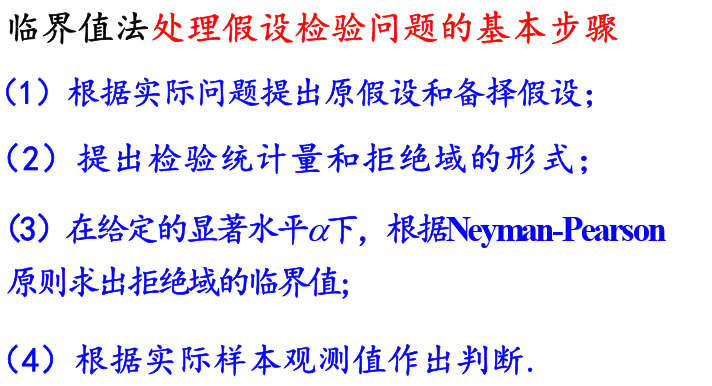 临界值法处理假设检验问题的基本步骤
(1）根据实际问题提出原假设和备择假设；
(2）提出检验统计量和拒绝域的形式；
(3）在给定的显著水平α下，根据Neyman-Pearson
原则求出拒绝域的临界值；
(4）根据实际样本观测值作出判断.